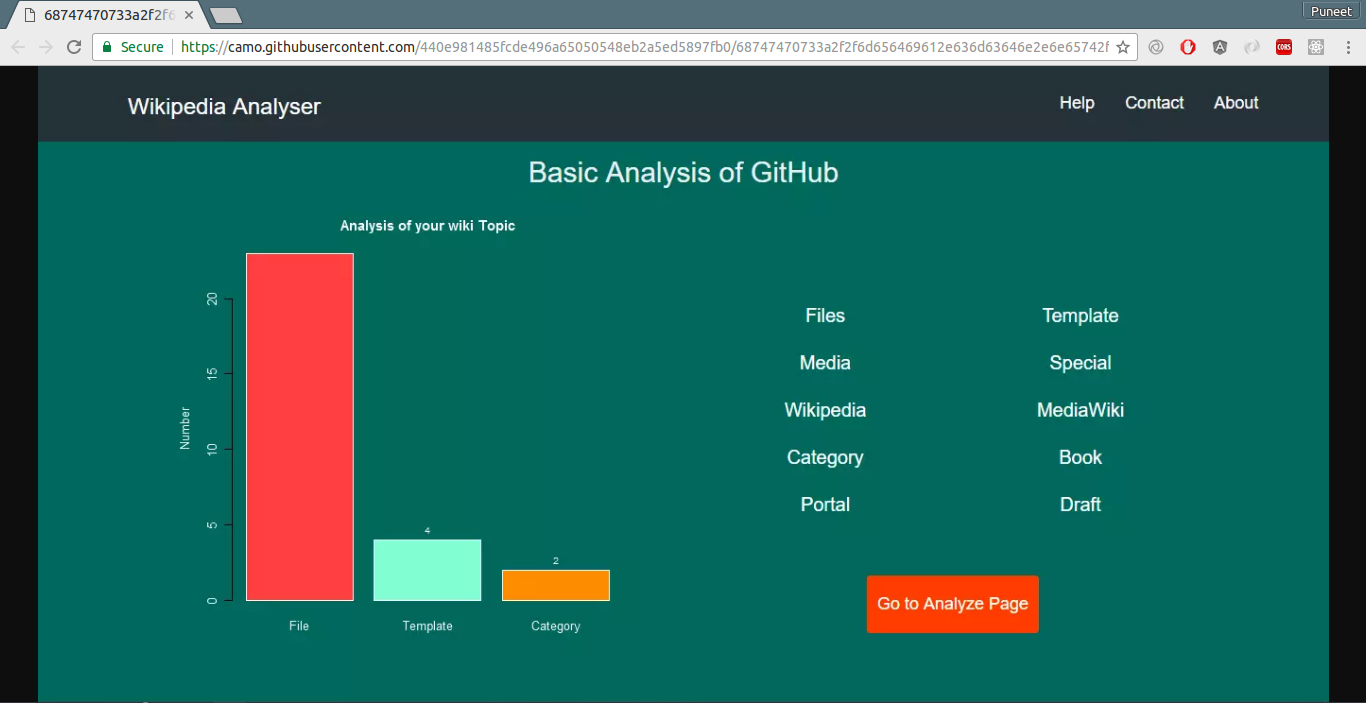 68747470733a2f2f6
Puneet
Secure
https://camo.githubusercontent.com/440e981485fcde496a65050548eb2a5ed5897fb0/68747470733a2f2f6d656469612e636d63646e2e6e65742f
CORS
Wikipedia Analyser
Help Contact About
Basic Analysis of GitHub
Analysis of your wiki Topic
Number
20
15
10
5
0
4
2
File Template Category
Files Template
Media Special
Wikipedia MediaWiki
Category Book
Portal Draft
Go to Analyze Page